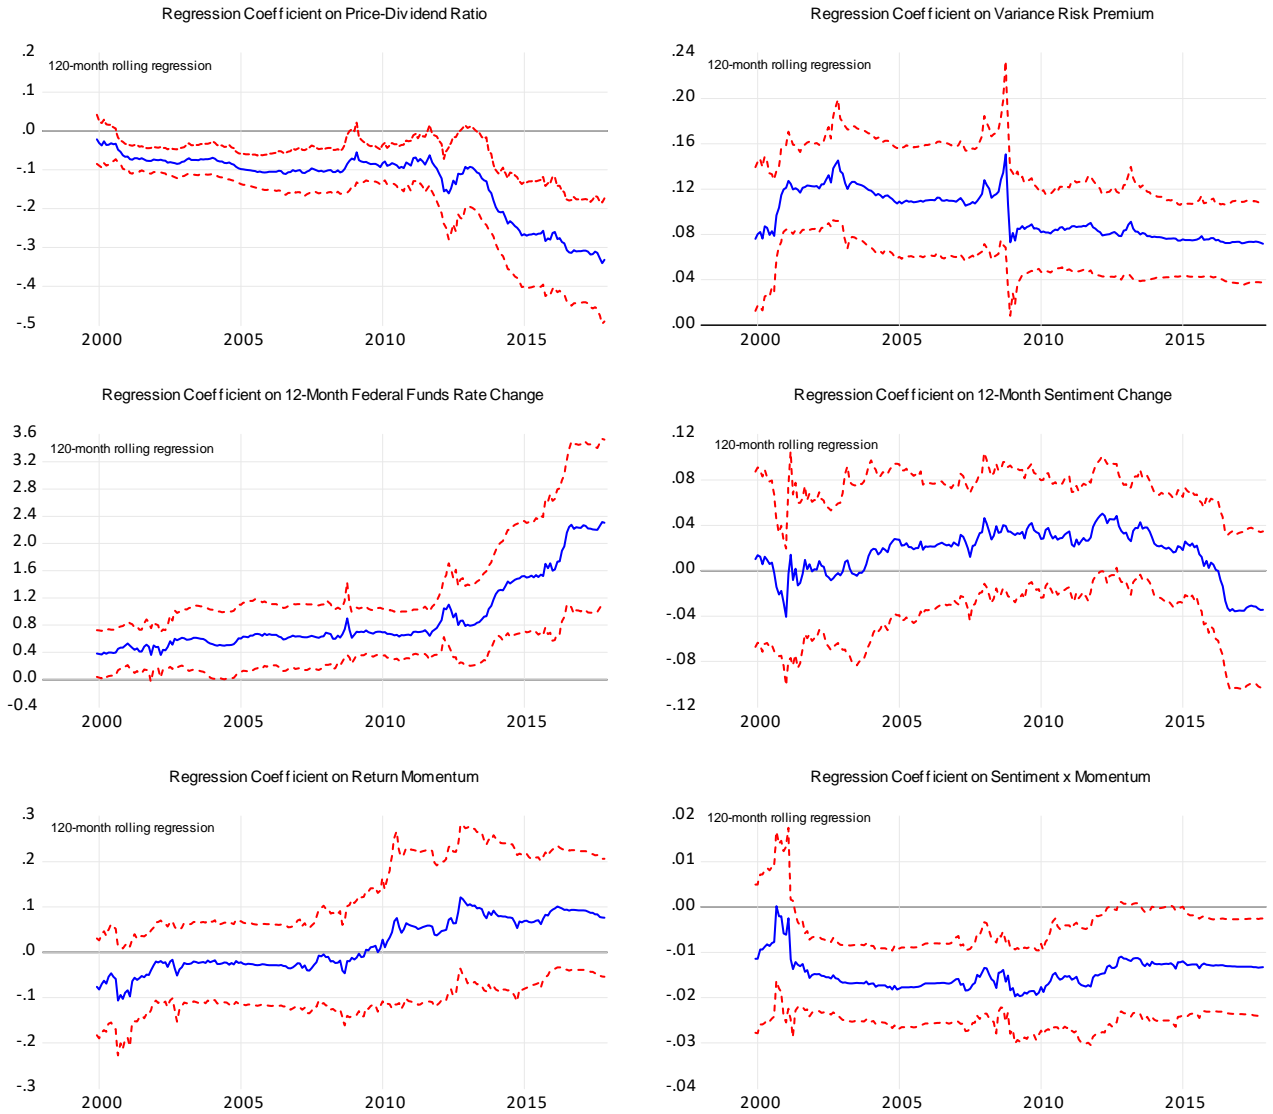 Regression Coefficient on Price-Dividend Ratio
.2
120-month rolling regression
.1
.0
-.1
-.2
-.3
-.4
-.5
2000 2005 2010 2015
Regression Coefficient on Variance Risk Premium
.24
120-month rolling regression
.20
.16
.12
.08
.04
.00
2000 2005 2010 2015
Regression Coefficient on 12-Month Federal Funds Rate Change
3.6
120-month rolling regression
3.2
2.8
2.4
2.0
1.6
1.2
0.8
0.4
0.0
-0.4
2000 2005 2010 2015
Regression Coefficient on 12-Month Sentiment Change
.12
120-month rolling regression
.08
.04
.00
-.04
-.08
-.12
2000 2005 2010 2015
Regression Coefficient on Return Momentum
.3
120-month rolling regression
.2
.1
.0
-.1
-.2
-.3
2000 2005 2010 2015
Regression Coefficient on Sentiment x Momentum
.02
120-month rolling regression
.01
.00
-.01
-.02
-.03
-.04
2000 2005 2010 2015